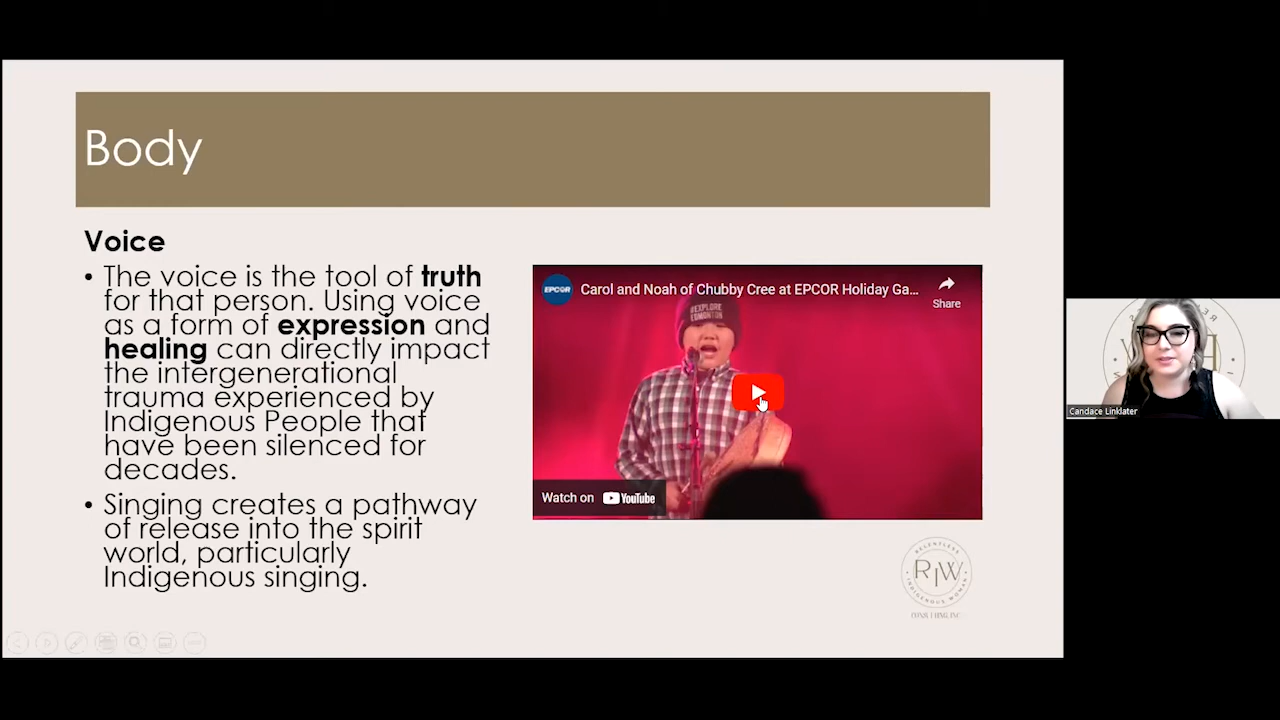 Body
Voice
• The voice is the tool of truth
for that person. Using voice
as a form of expression and
healing can directly impact
the intergenerational
trauma experienced by
Indigenous People that
have been silenced for
decades.
• Singing creates a pathway
of release into the spirit
world, particularly
Indigenous singing.
EPCOR
Carol and Noah of Chubby Cree at EPCOR Holiday Ga...
Share
#EXPLORE
EDMONTON
Watch on YouTube
RELENTLESS
RIW
INDIGENOUS WOMAN
Candace Linklater